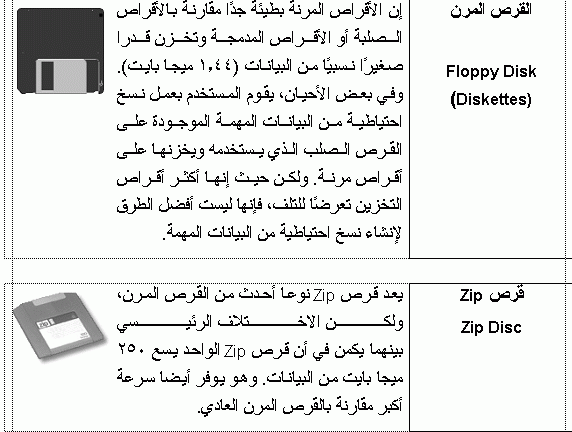 القرص المرن
Floppy Disk
(Diskettes)
إن الأقراص المرنة بطيئة جدًا مقارنة بالأقراص
الصلبة أو الأقراص المدمجة وتخزن قدرا
صغيرًا نسبيًا من البيانات (١،٤٤ ميجا بايت).
وفي بعض الأحيان، يقوم المستخدم بعمل نسخ
احتياطية من البيانات المهمة الموجودة على
القرص الصلب الذي يستخدمه ويخزنها على
أقراص مرنة. ولكن حيث إنها أكثر أقراص
التخزين تعرضًا للتلف، فإنها ليست أفضل الطرق
لإنشاء نسخ احتياطية من البيانات المهمة.
قرص Zip
Zip Disc
يعد قرص Zip نوعا أحدث من القرص المرن،
ولكن الاختلاف الرئيسي
بينهما يكمن في أن قرص Zip الواحد يسع ٢٥٠
ميجا بايت من البيانات. وهو يوفر أيضا سرعة
أكبر مقارنة بالقرص المرن العادي.
zip